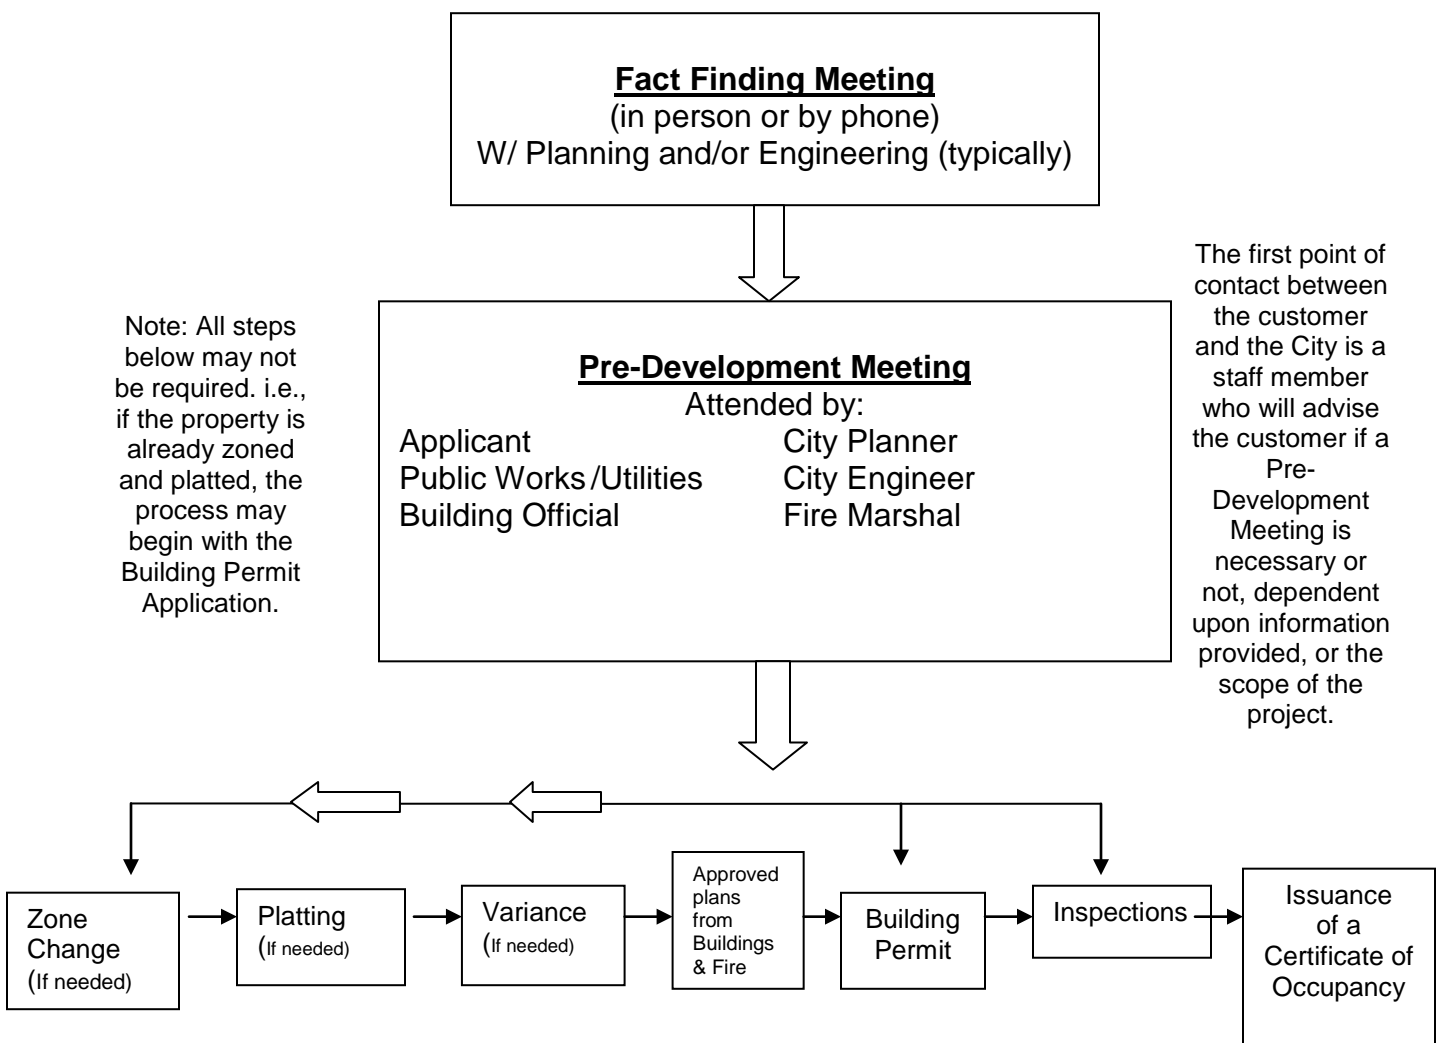 Fact Finding Meeting
(in person or by phone)
W/ Planning and/or Engineering (typically)
Note: All steps
below may not
be required. i.e.,
if the property is
already zoned
and platted, the
process may
begin with the
Building Permit
Application.
Pre-Development Meeting
Attended by:
Applicant
Public Works /Utilities
Building Official
City Planner
City Engineer
Fire Marshal
The first point of
contact between
the customer
and the City is a
staff member
who will advise
the customer if a
Pre-
Development
Meeting is
necessary or
not, dependent
upon information
provided, or the
scope of the
project.
Zone
Change
(If needed)
Platting
(If needed)
Variance
(If needed)
Approved
plans
from
Buildings
& Fire
Building
Permit
Inspections
Issuance
of a
Certificate of
Occupancy